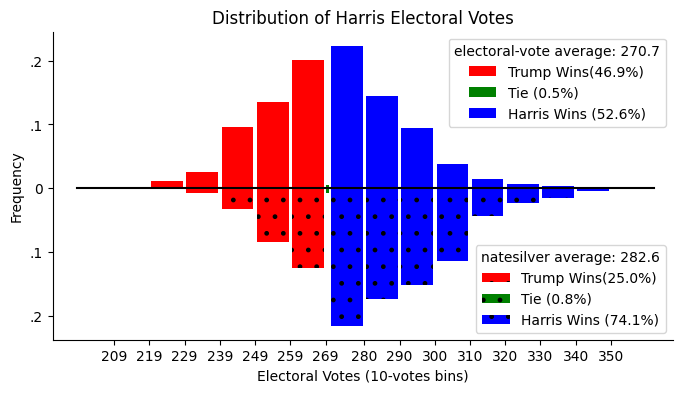 Distribution of Harris Electoral Votes
electoral-vote average: 270.7
Trump Wins(46.9%)
Tie (0.5%)
Harris Wins (52.6%)
natesilver average: 282.6
Trump Wins(25.0%)
Tie (0.8%)
Harris Wins (74.1%)
Frequency
.2
.1
0
.1
.2
209 219 229 239 249 259 269 280 290 300 310 320 330 340 350
Electoral Votes (10-votes bins)